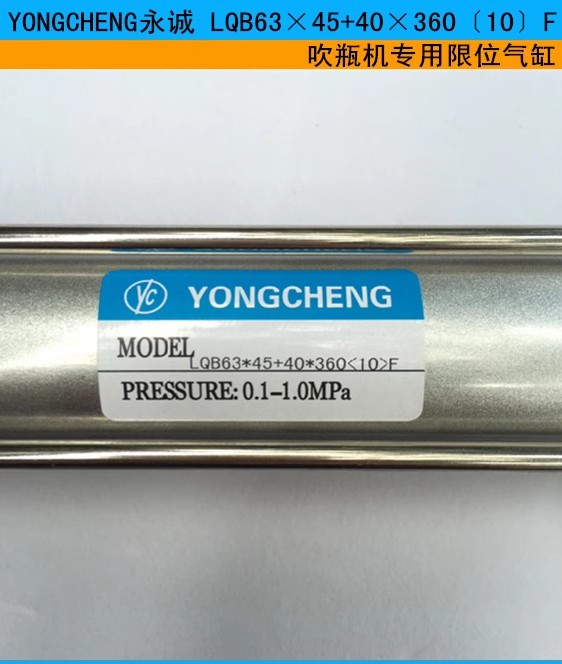 YONGCHENG永诚 LQB63×45+40×360〔10〕F
吹瓶机专用限位气缸
yc YONGCHENG
MODEL LQB63*45+40*360<10>F
PRESSURE: 0.1-1.0MPa